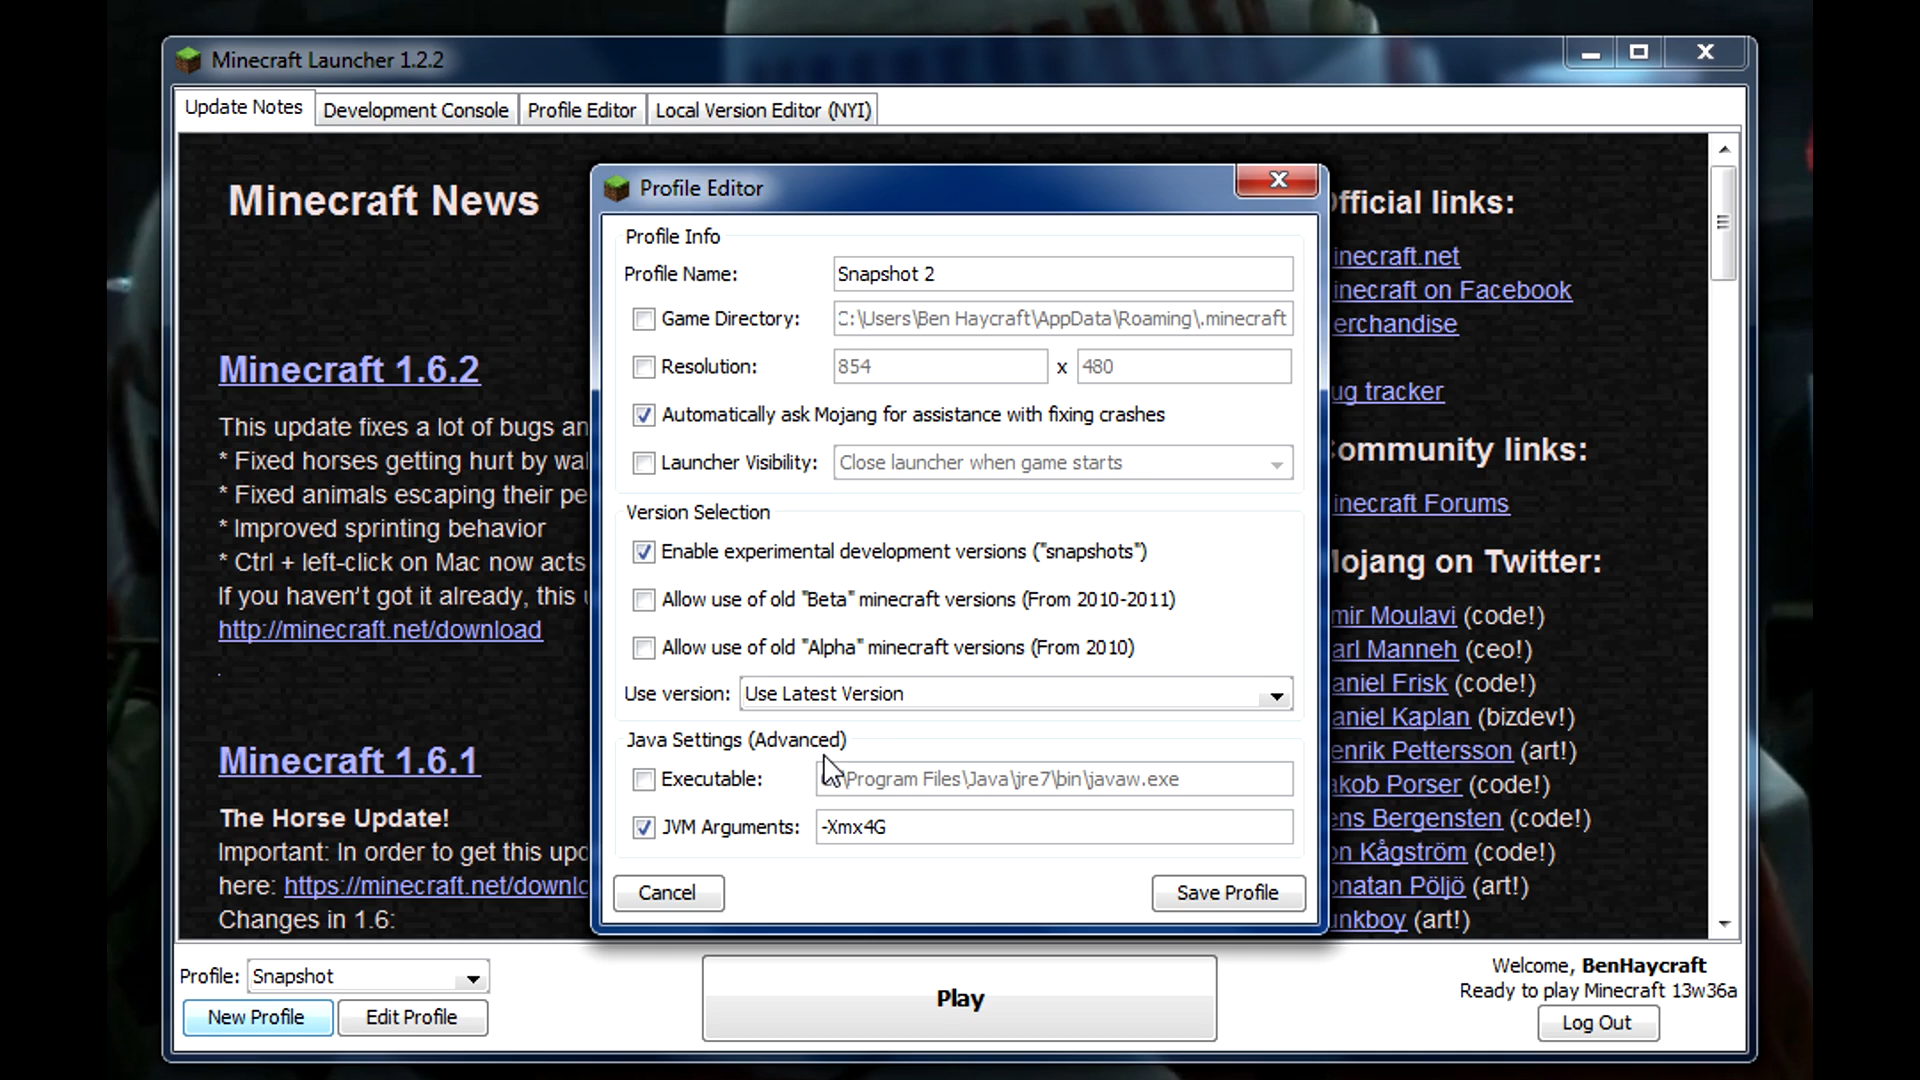 Minecraft Launcher 1.2.2
Update Notes
Development Console
Profile Editor
Local Version Editor (NYI)
Minecraft News
Minecraft 1.6.2
This update fixes a lot of bugs an
* Fixed horses getting hurt by wal
* Fixed animals escaping their pe
* Improved sprinting behavior
* Ctrl + left-click on Mac now acts
If you haven't got it already, this u
http://minecraft.net/download
.
Minecraft 1.6.1
The Horse Update!
Important: In order to get this upd
here: https://minecraft.net/downlo
Changes in 1.6:
Profile Editor
Profile Info
Profile Name: Snapshot 2
Game Directory: C:\Users\Ben Haycraft\AppData\Roaming\.minecraft
Resolution: 854 x 480
Automatically ask Mojang for assistance with fixing crashes
Launcher Visibility: Close launcher when game starts
Version Selection
Enable experimental development versions ("snapshots")
Allow use of old "Beta" minecraft versions (From 2010-2011)
Allow use of old "Alpha" minecraft versions (From 2010)
Use version: Use Latest Version
Java Settings (Advanced)
Executable: \Program Files\Java\jre7\bin\javaw.exe
JVM Arguments: -Xmx4G
Cancel
Save Profile
fficial links:
inecraft.net
inecraft on Facebook
erchandise
ug tracker
ommunity links:
inecraft Forums
ojang on Twitter:
mir Moulavi (code!)
arl Manneh (ceo!)
aniel Frisk (code!)
aniel Kaplan (bizdev!)
enrik Pettersson (art!)
akob Porser (code!)
ens Bergensten (code!)
on Kågström (code!)
onatan Pöljö (art!)
unkboy (art!)
Profile: Snapshot
New Profile
Edit Profile
Play
Welcome, BenHaycraft
Ready to play Minecraft 13w36a
Log Out